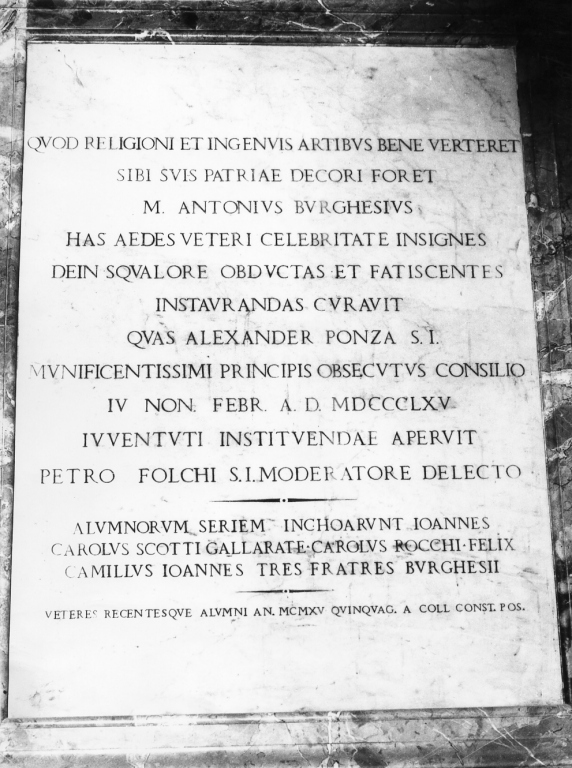 QVOD RELIGIONI ET INGENVIS ARTIBVS BENE VERTERET
SIBI SVIS PATRIAE DECORI FORET
M. ANTONIVS BVRGHESIVS
HAS AEDES VETERI CELEBRITATE INSIGNES
DEIN SQVALORE OBDVCTAS ET FATISCENTES
INSTAVRANDAS CVRAVIT
QVAS ALEXANDER PONZA S.I.
MVNIFICENTISSIMI PRINCIPIS OBSECVTVS CONSILIO
IV NON. FEBR. A. D. MDCCCLXV
IVVENTVTI INSTITVENDAE APERVIT
PETRO FOLCHI S.I. MODERATORE DELECTO
ALVMNORVM SERIEM INCHOARVNT IOANNES
CAROLVS SCOTTI GALLARATE·CAROLVS ROCCHI·FELIX
CAMILLVS IOANNES TRES FRATRES BVRGHESII
VETERES RECENTESQVE ALVMNI AN. MCMXV QVINQVAG. A COLL CONST. POS.